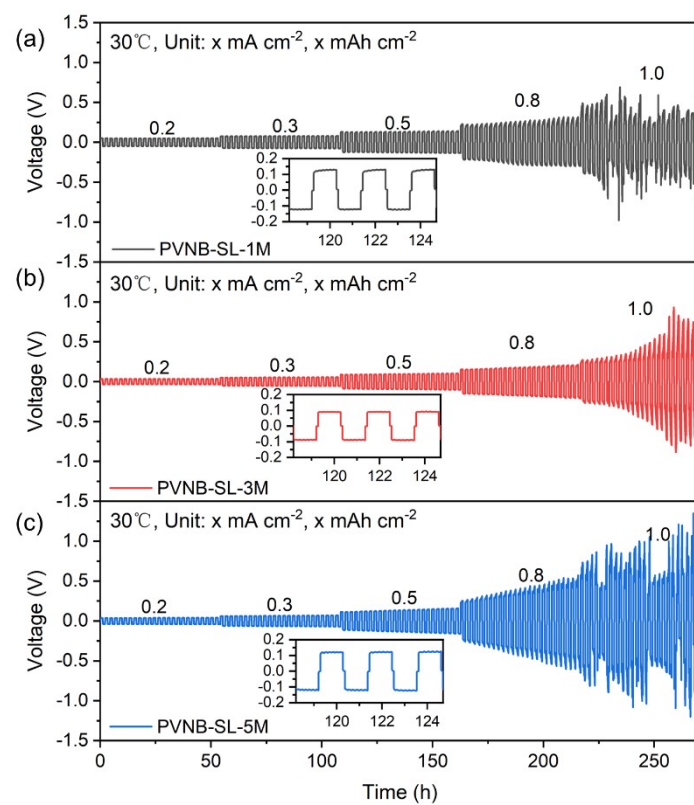 (a)
30℃, Unit: x mA cm⁻², x mAh cm⁻²
1.5
1.0
0.5
0.0
-0.5
-1.0
-1.5
Voltage (V)
0.2
0.3
0.5
0.8
1.0
0.2
0.1
0.0
-0.1
-0.2
120 122 124
PVNB-SL-1M
(b)
30℃, Unit: x mA cm⁻², x mAh cm⁻²
1.0
0.5
0.0
-0.5
-1.0
-1.5
Voltage (V)
0.2
0.3
0.5
0.8
1.0
0.2
0.1
0.0
-0.1
-0.2
120 122 124
PVNB-SL-3M
(c)
30℃, Unit: x mA cm⁻², x mAh cm⁻²
1.0
0.5
0.0
-0.5
-1.0
-1.5
Voltage (V)
0.2
0.3
0.5
0.8
1.0
0.2
0.1
0.0
-0.1
-0.2
120 122 124
PVNB-SL-5M
0 50 100 150 200 250
Time (h)